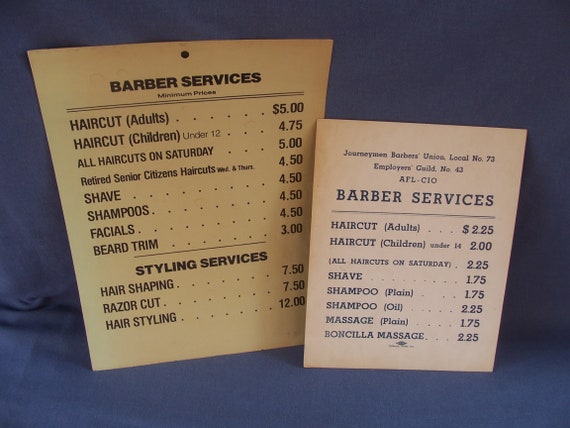 BARBER SERVICES
Minimum Prices
HAIRCUT (Adults) . . . . . $5.00
HAIRCUT (Children) Under 12 . . . . 4.75
ALL HAIRCUTS ON SATURDAY . . . . 5.00
Retired Senior Citizens Haircuts Wed. & Thurs. 4.50
SHAVE . . . . . . . . 4.50
SHAMPOOS . . . . . . . 4.50
FACIALS . . . . . . . . 4.50
BEARD TRIM . . . . . . 3.00
STYLING SERVICES
HAIR SHAPING . . . . . . 7.50
RAZOR CUT . . . . . . . 7.50
HAIR STYLING . . . . . . 12.00
Journeymen Barbers' Union, Local No. 73
Employers' Guild, No. 43
AFL-CIO
BARBER SERVICES
HAIRCUT (Adults) . . . . $ 2.25
HAIRCUT (Children) under 14 2.00
(ALL HAIRCUTS ON SATURDAY) . 2.25
SHAVE . . . . . . . . 1.75
SHAMPOO (Plain) . . . . 1.75
SHAMPOO (Oil) . . . . . 2.25
MASSAGE (Plain) . . . . 1.75
BONCILLA MASSAGE . . . 2.25